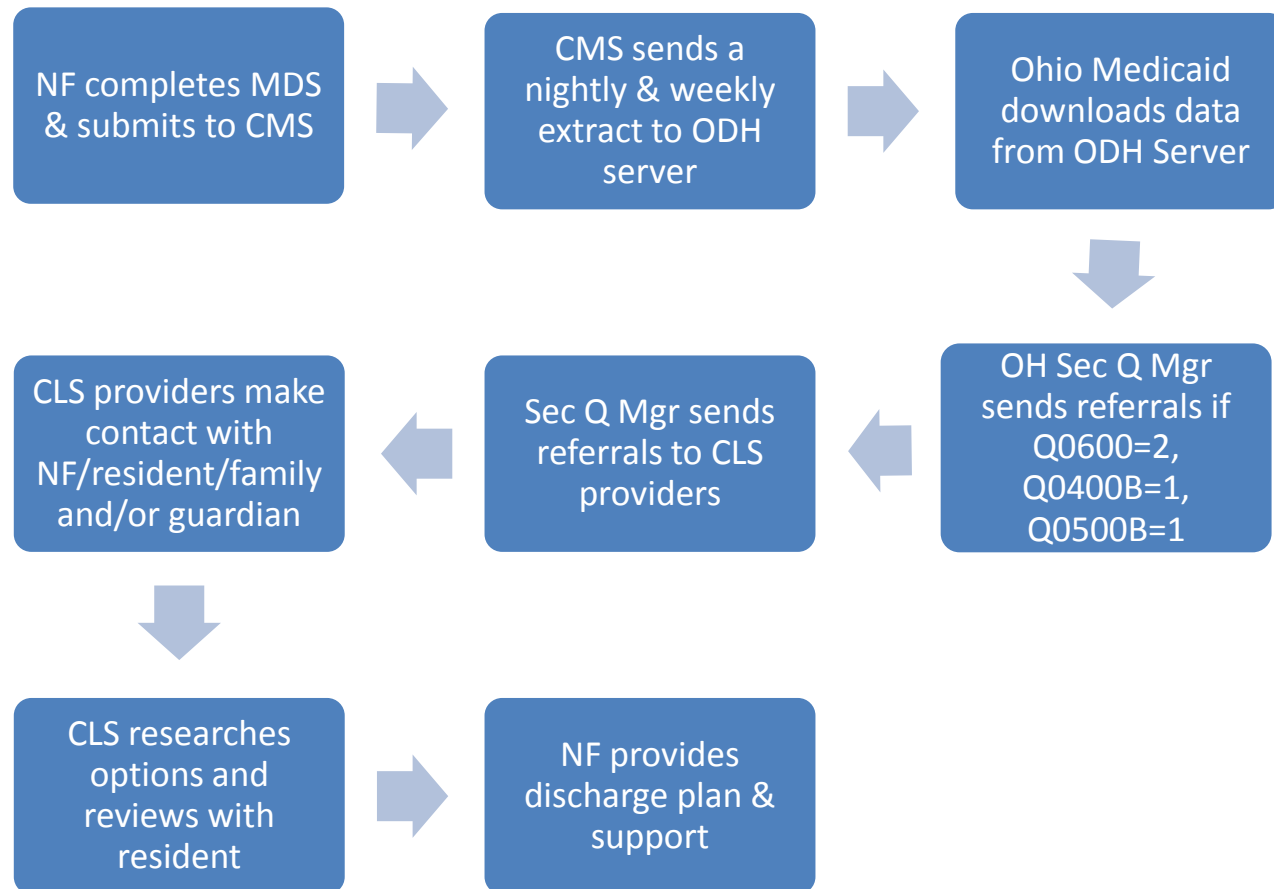 NF completes MDS
& submits to CMS
CMS sends a
nightly & weekly
extract to ODH
server
Ohio Medicaid
downloads data
from ODH Server
OH Sec Q Mgr
sends referrals if
Q0600=2,
Q0400B=1,
Q0500B=1
Sec Q Mgr sends
referrals to CLS
providers
CLS providers make
contact with
NF/resident/family
and/or guardian
CLS researches
options and
reviews with
resident
NF provides
discharge plan &
support